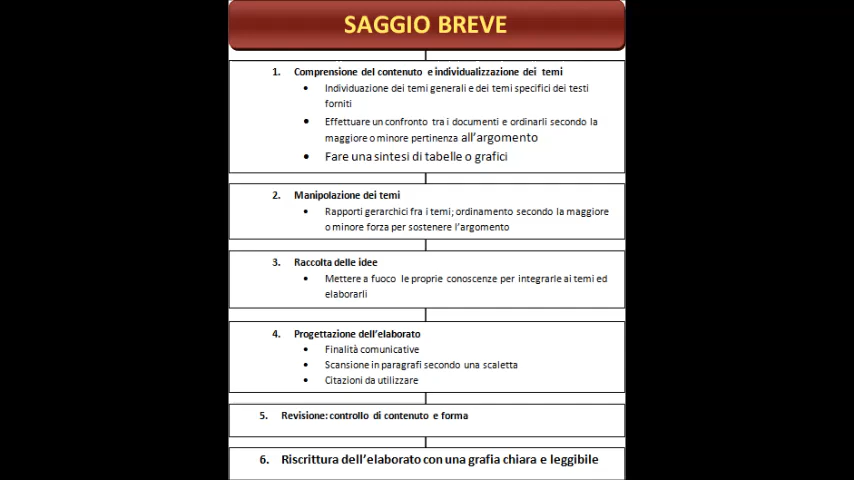 SAGGIO BREVE
1. Comprensione del contenuto e individualizzazione dei temi
• Individuazione dei temi generali e dei temi specifici dei testi
forniti
• Effettuare un confronto tra i documenti e ordinarli secondo la
maggiore o minore pertinenza all'argomento
• Fare una sintesi di tabelle o grafici
2. Manipolazione dei temi
• Rapporti gerarchici fra i temi; ordinamento secondo la maggiore
o minore forza per sostenere l'argomento
3. Raccolta delle idee
• Mettere a fuoco le proprie conoscenze per integrarle ai temi ed
elaborarli
4. Progettazione dell'elaborato
• Finalità comunicative
• Scansione in paragrafi secondo una scaletta
• Citazioni da utilizzare
5. Revisione: controllo di contenuto e forma
6. Riscrittura dell'elaborato con una grafia chiara e leggibile